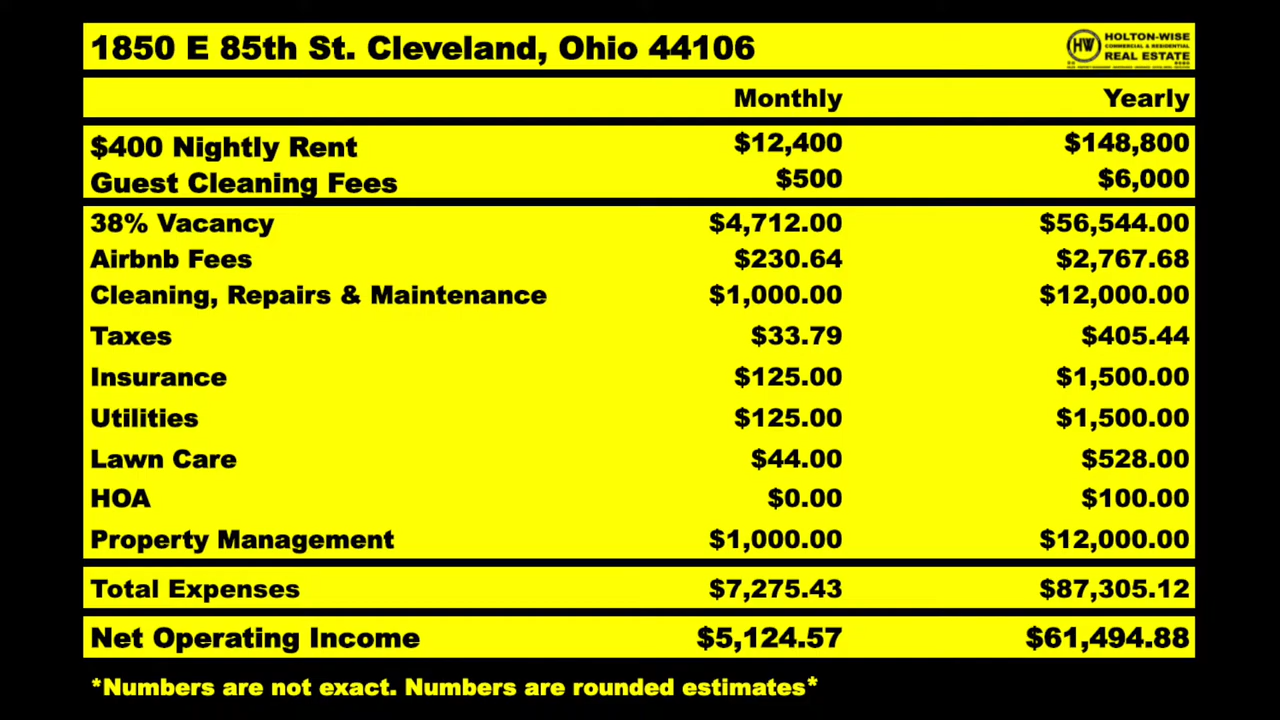 1850 E 85th St. Cleveland, Ohio 44106
HW
HOLTON-WISE
COMMERCIAL & RESIDENTIAL
REAL ESTATE
Monthly Yearly
$400 Nightly Rent $12,400 $148,800
Guest Cleaning Fees $500 $6,000
38% Vacancy $4,712.00 $56,544.00
Airbnb Fees $230.64 $2,767.68
Cleaning, Repairs & Maintenance $1,000.00 $12,000.00
Taxes $33.79 $405.44
Insurance $125.00 $1,500.00
Utilities $125.00 $1,500.00
Lawn Care $44.00 $528.00
HOA $0.00 $100.00
Property Management $1,000.00 $12,000.00
Total Expenses $7,275.43 $87,305.12
Net Operating Income $5,124.57 $61,494.88
*Numbers are not exact. Numbers are rounded estimates*